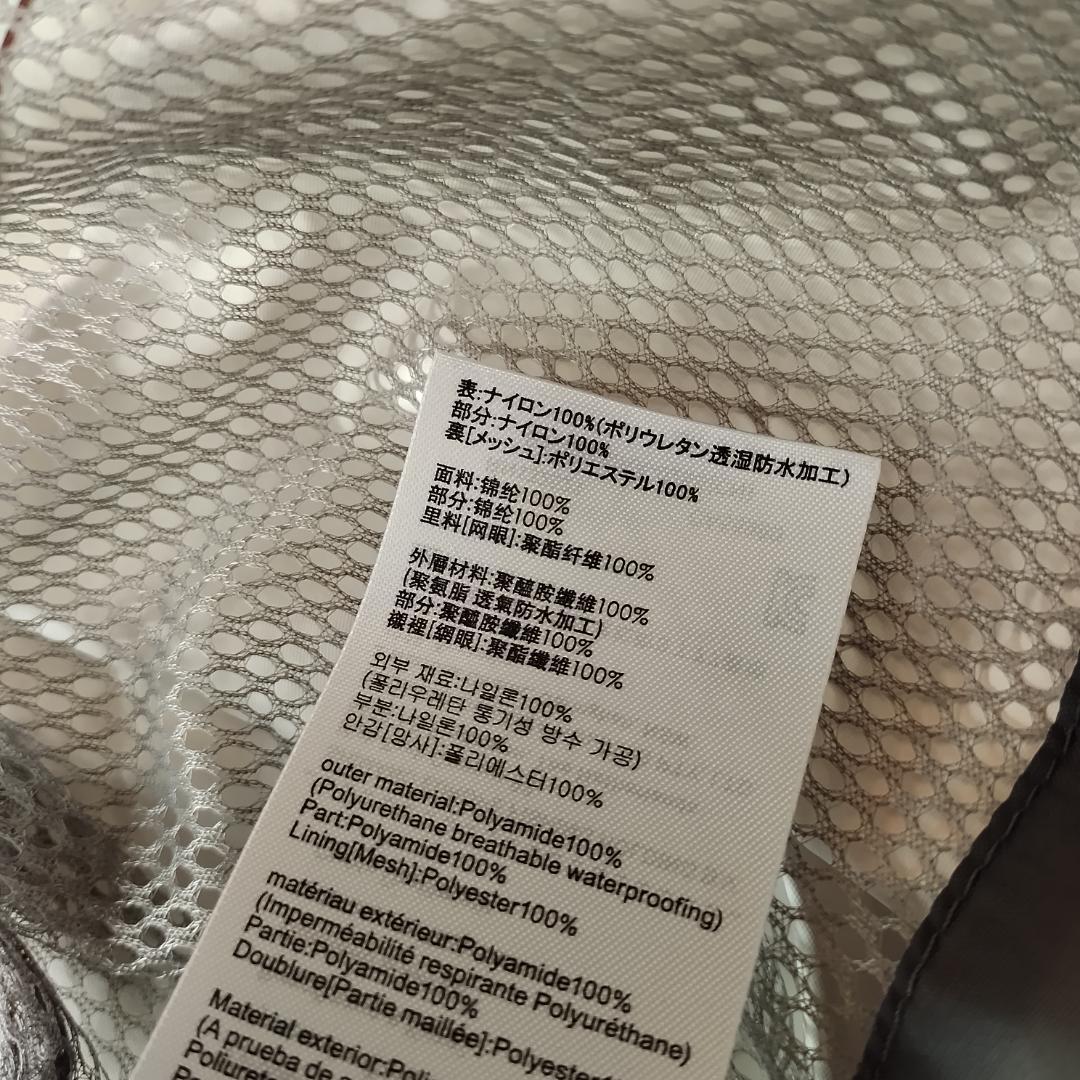 表:ナイロン100%(ポリウレタン透湿防水加工)
部分:ナイロン100%
裏[メッシュ]:ポリエステル100%
面料:锦纶100%
部分:锦纶100%
里料[网眼]:聚酯纤维100%
外層材料:聚醯胺纖維100%
(聚氨脂 透氣防水加工)
部分:聚醯胺纖維100%
襯裡[網眼]:聚酯纖維100%
외부 재료:나일론100%
(폴리우레탄 통기성 방수 가공)
부분:나일론100%
안감[망사]:폴리에스터100%
outer material:Polyamide100%
(Polyurethane breathable waterproofing)
Part:Polyamide100%
Lining[Mesh]:Polyester100%
matériau extérieur:Polyamide100%
(Imperméabilité respirante Polyuréthane)
Partie:Polyamide100%
Doublure[Partie maillée]:Polyester
Material exterior:Poli
(A prueba de
Poliuret